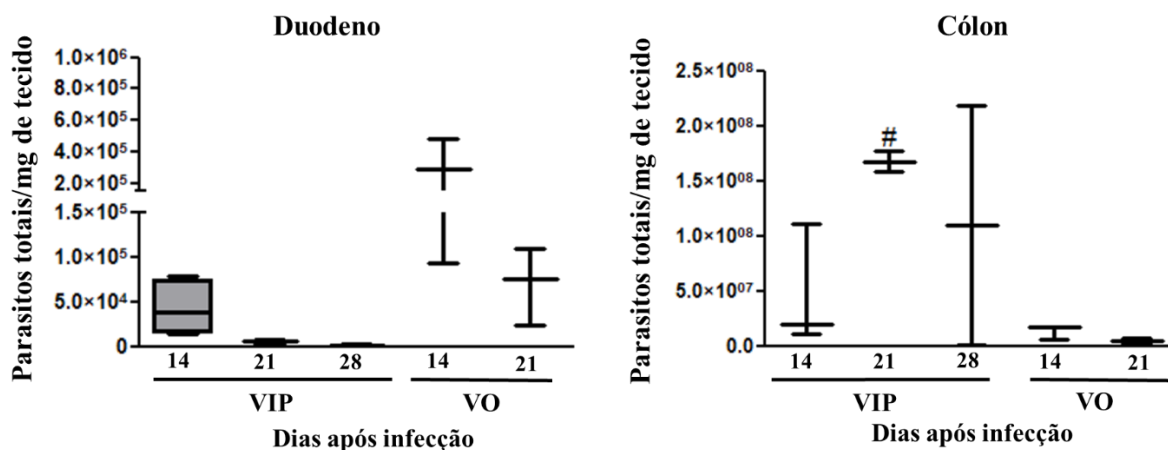 Duodeno
Parasitos totais/mg de tecido
1.0×10⁶
8.0×10⁵
6.0×10⁵
4.0×10⁵
2.0×10⁵
1.5×10⁵
1.0×10⁵
5.0×10⁴
0
14 21 28 14 21
VIP VO
Dias após infecção
Cólon
Parasitos totais/mg de tecido
2.5×10⁰⁸
2.0×10⁰⁸
1.5×10⁰⁸
1.0×10⁰⁸
5.0×10⁰⁷
0.0
#
14 21 28 14 21
VIP VO
Dias após infecção